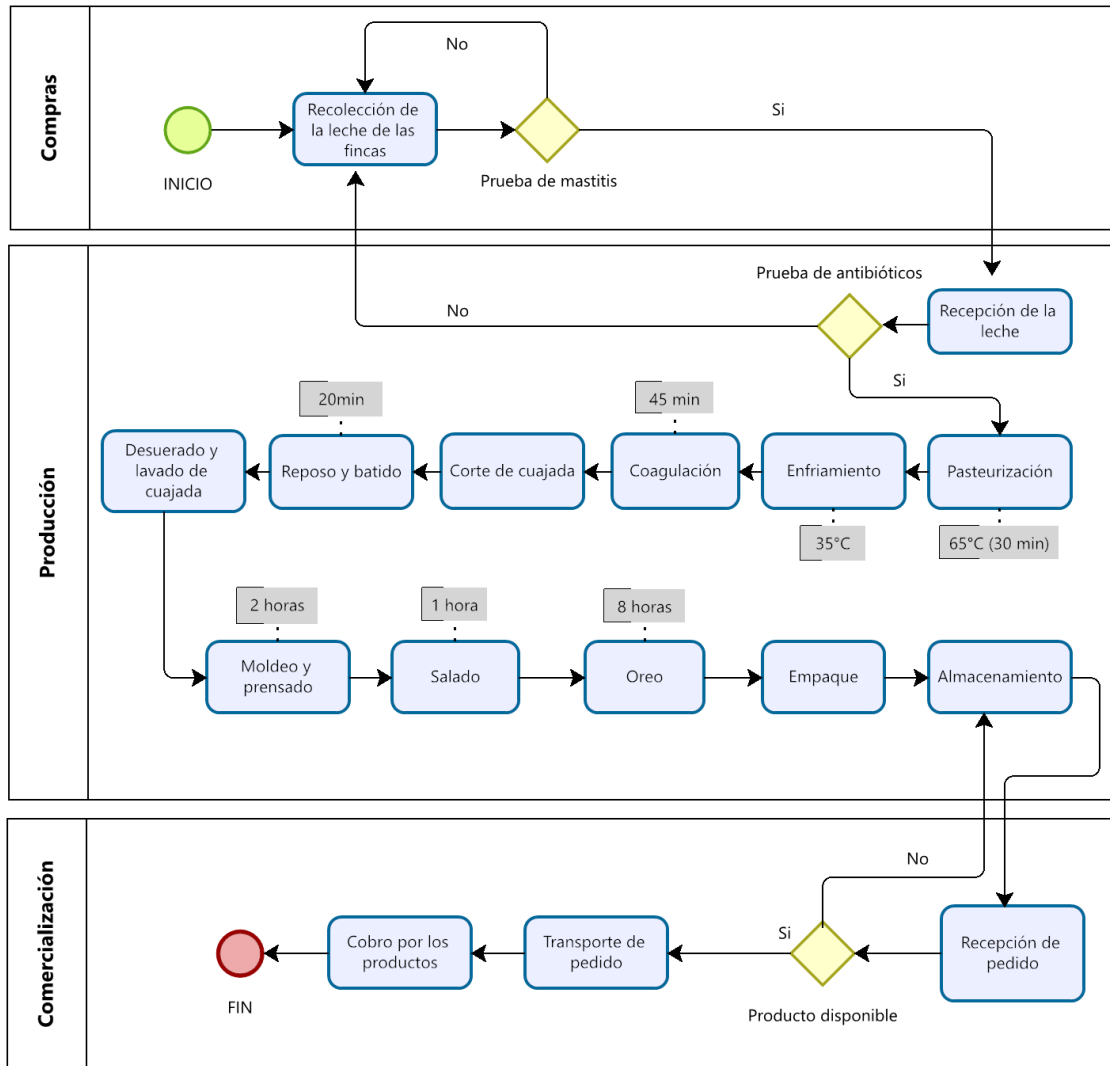 Compras
INICIO
Recolección de
la leche de las
fincas
No
Prueba de mastitis
Si
Producción
Prueba de antibióticos
Recepción de la
leche
No
Si
20min
45 min
Desuerado y
lavado de
cuajada
Reposo y batido
Corte de cuajada
Coagulación
Enfriamiento
Pasteurización
35°C
65°C (30 min)
2 horas
1 hora
8 horas
Moldeo y
prensado
Salado
Oreo
Empaque
Almacenamiento
Comercialización
No
Si
Cobro por los
productos
Transporte de
pedido
Recepción de
pedido
FIN
Producto disponible